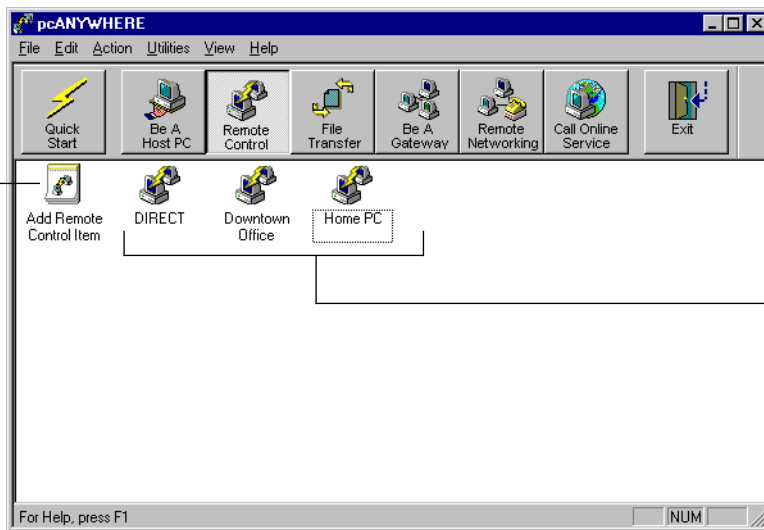 pcANYWHERE
File Edit Action Utilities View Help
Quick
Start
Be A
Host PC
Remote
Control
File
Transfer
Be A
Gateway
Remote
Networking
Call Online
Service
Exit
Add Remote
Control Item
DIRECT
Downtown
Office
Home PC
For Help, press F1
NUM